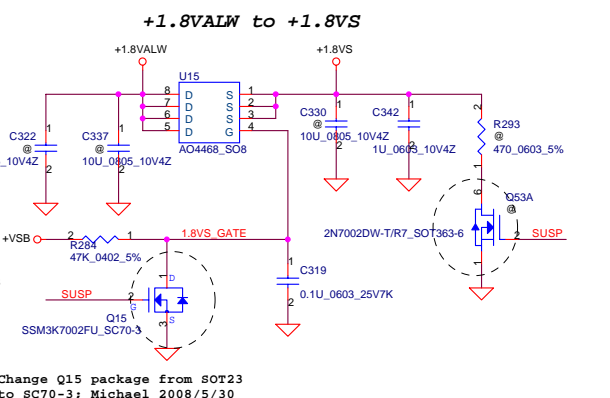 +1.8VALW to +1.8VS
+1.8VALW
+1.8VS
U15
8 D S 1
7 D S 2
6 D S 3
5 D G 4
AO4468_SO8
C322
@
_10V4Z
1
2
C337
@
10U_0805_10V4Z
1
2
C330
@
10U_0805_10V4Z
1
2
C342
1U_0603_10V4Z
1
2
R293
@
470_0603_5%
2
1
Q53A
@
2N7002DW-T/R7_SOT363-6
6
2
1
SUSP
+VSB
2
1
R284
47K_0402_5%
1.8VS_GATE
C319
0.1U_0603_25V7K
1
2
SUSP
2
G
1
D
3
S
Q15
SSM3K7002FU_SC70-3
Change Q15 package from SOT23
to SC70-3; Michael 2008/5/30